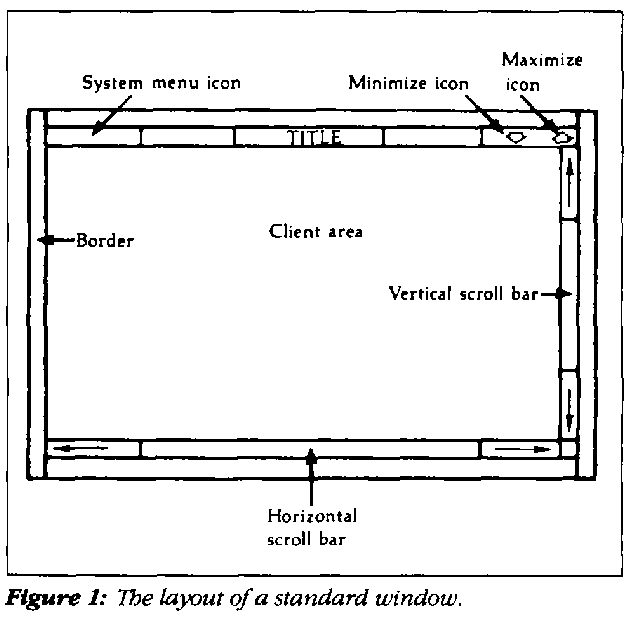 Maximize
System menu icon
Minimize icon
icon
TITLE
Client area
Border
Vertical scroll bar
Horizontal
scroll bar
Figure 1: The layout of a standard window.